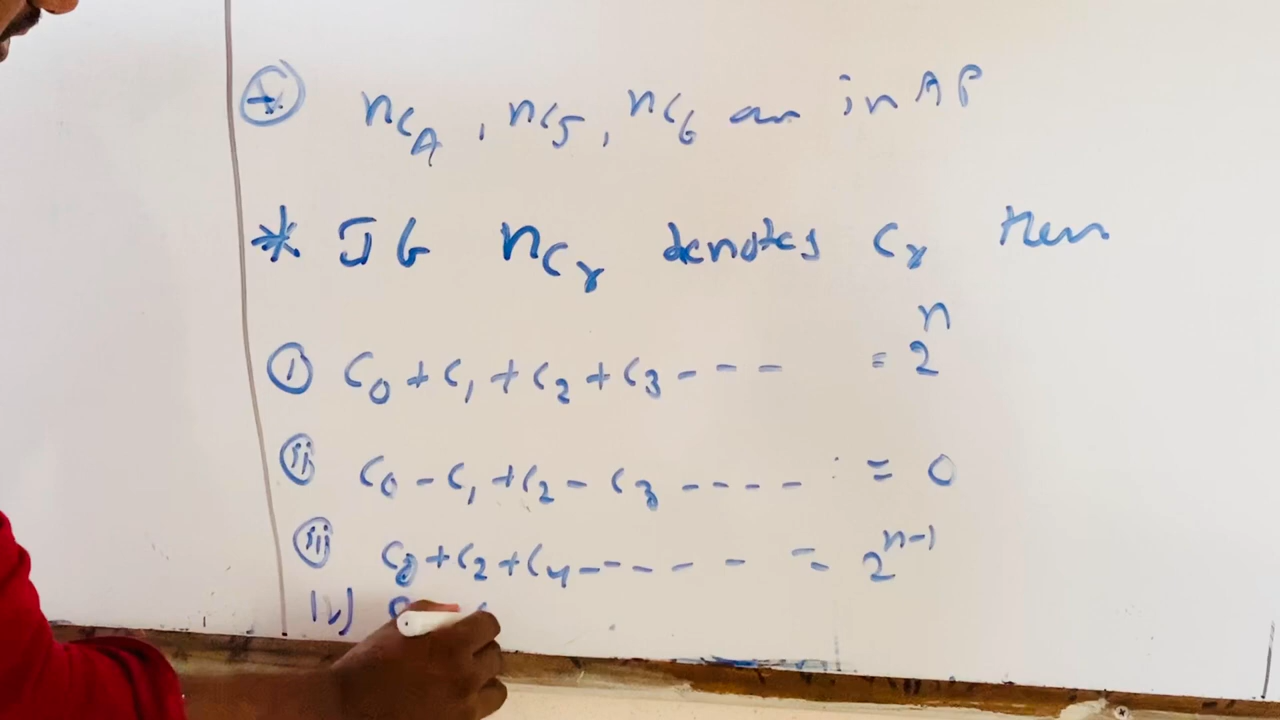 * nC4, nC5, nC6 are in AP
* If nCr denotes Cr then
i) C0 + C1 + C2 + C3 - - - = 2^n
ii) C0 - C1 + C2 - C3 - - - - = 0
iii) C0 + C2 + C4 - - - - - = 2^n-1
iv)